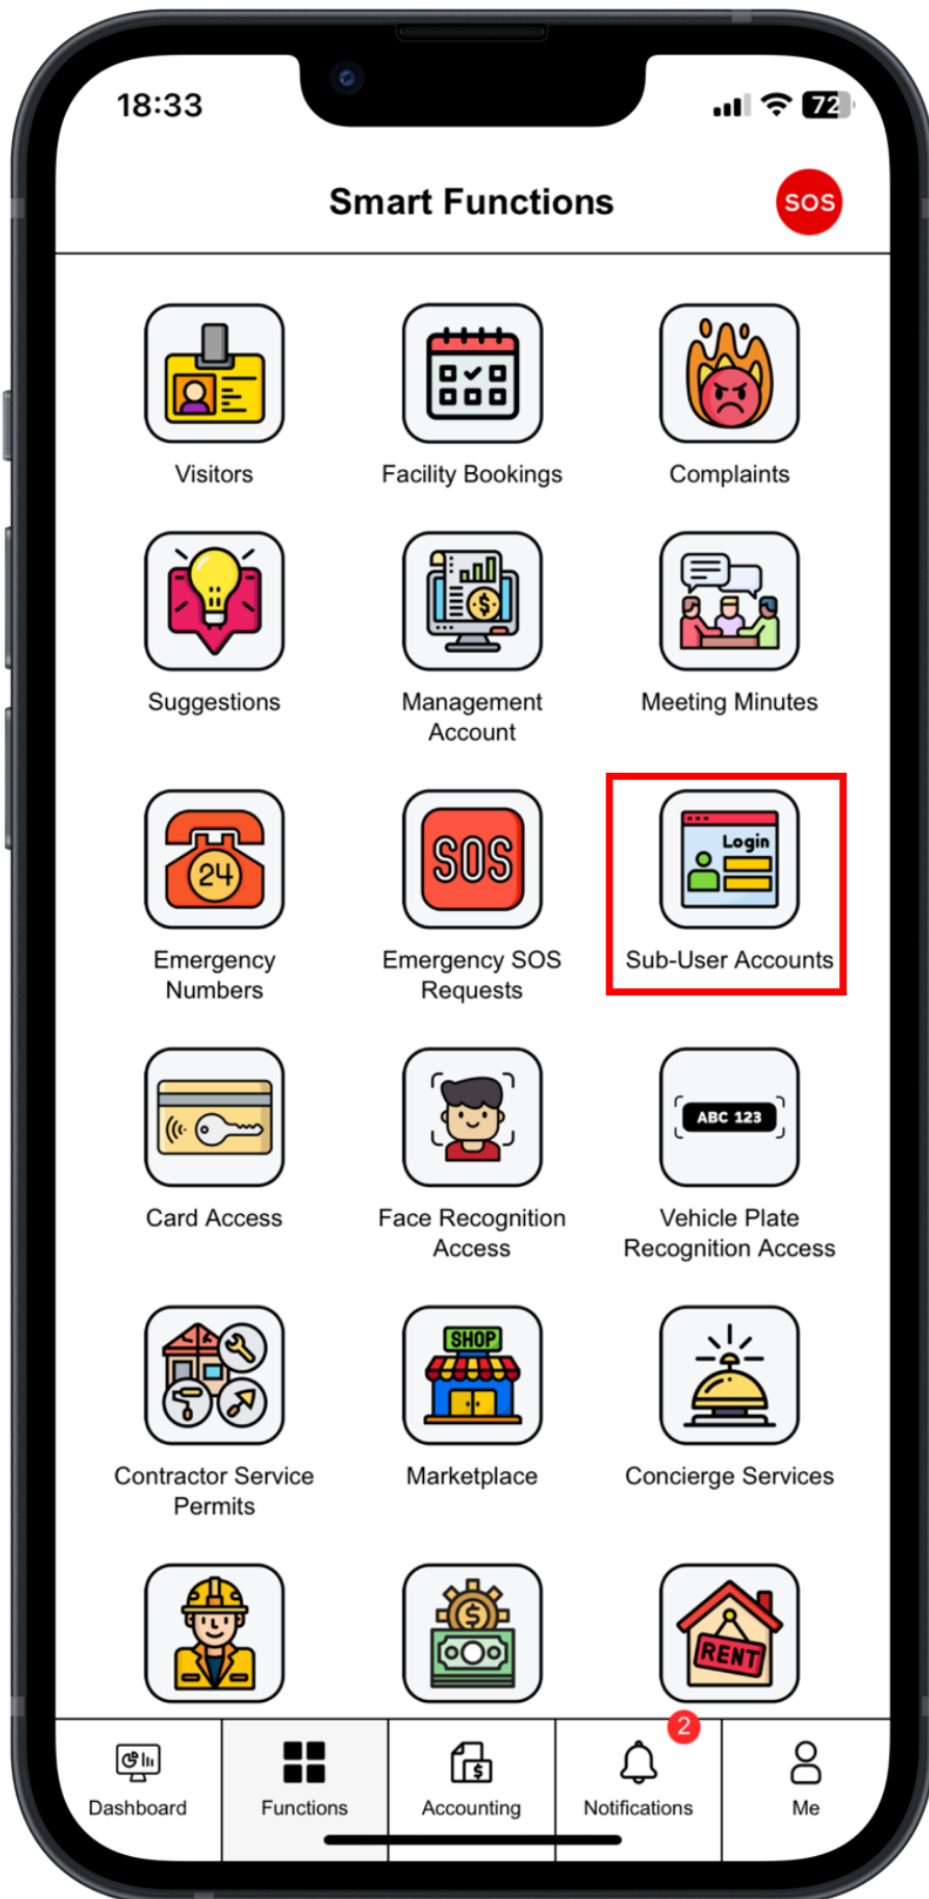 18:33
72
Smart Functions
SOS
Visitors
Facility Bookings
Complaints
Suggestions
Management
Account
Meeting Minutes
24
SOS
Login
Emergency
Numbers
Emergency SOS
Requests
Sub-User Accounts
ABC 123
Card Access
Face Recognition
Access
Vehicle Plate
Recognition Access
SHOP
Contractor Service
Permits
Marketplace
Concierge Services
RENT
2
Dashboard
Functions
Accounting
Notifications
Me